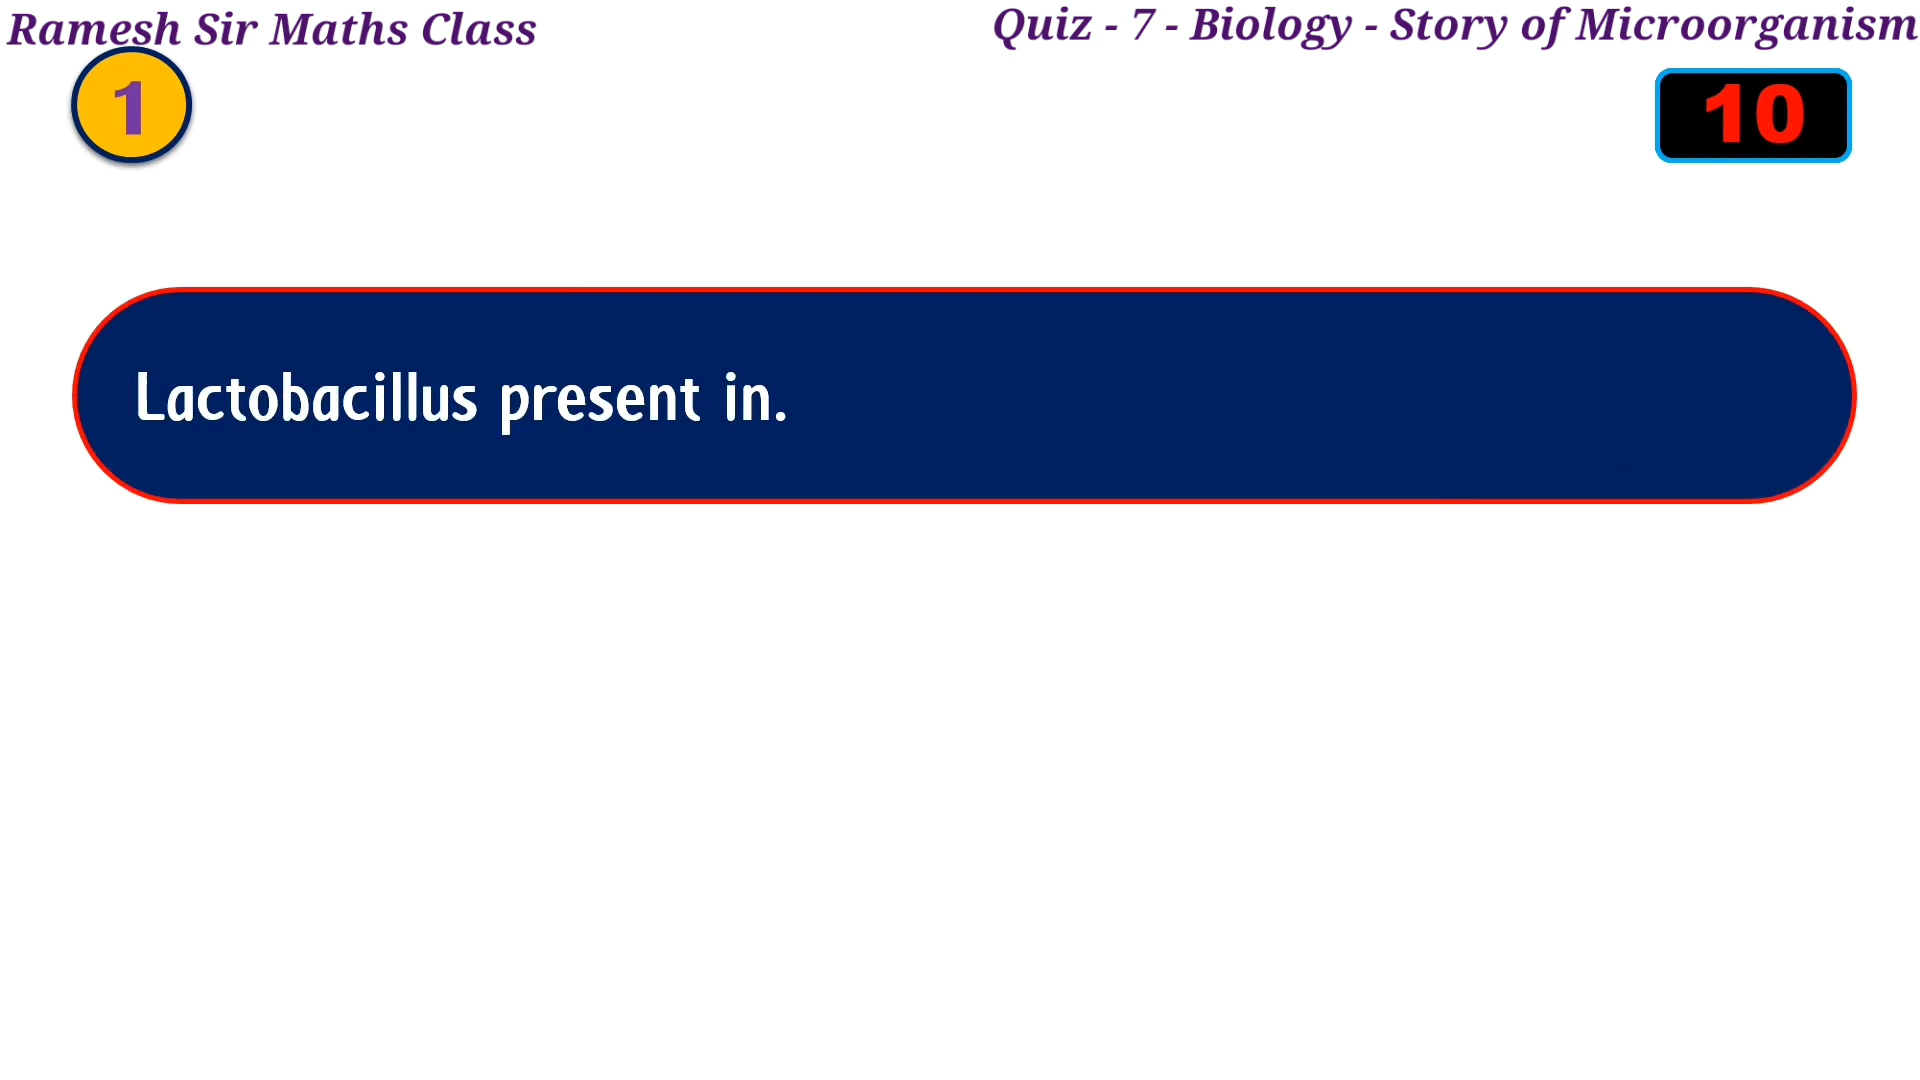 Ramesh Sir Maths Class
Quiz - 7 - Biology - Story of Microorganism
1
10
Lactobacillus present in.